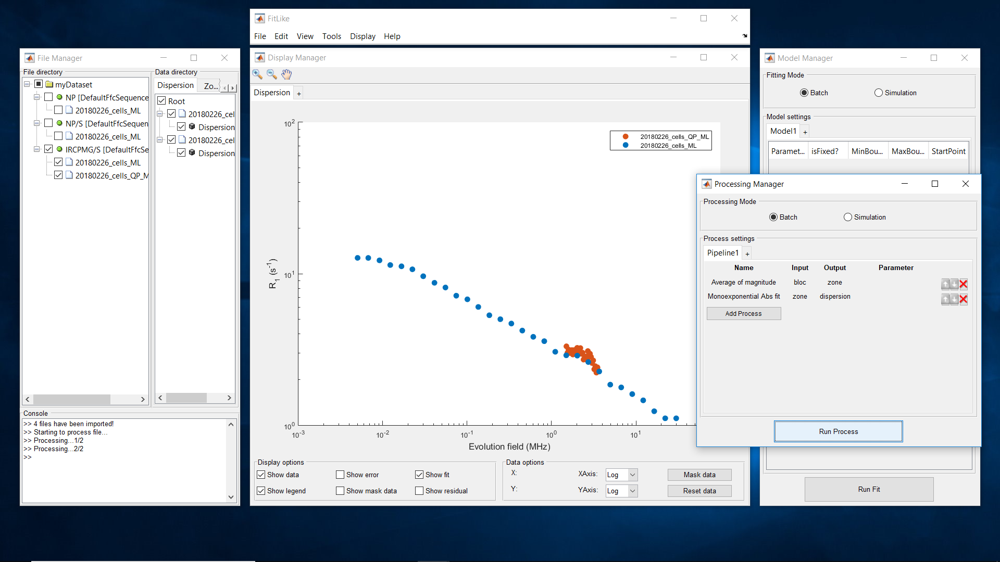 FitLike
File Edit View Tools Display Help
File Manager
File directory
myDataset
NP [DefaultFfcSequence
20180226_cells_ML
NP/S [DefaultFfcSequen
20180226_cells_ML
IRCPMG/S [DefaultFfcSe
20180226_cells_ML
20180226_cells_QP_M
Data directory
Dispersion Zo...
Root
20180226_cel
Dispersion
20180226_cel
Dispersion
Console
>> 4 files have been imported!
>> Starting to process file...
>> Processing...1/2
>> Processing...2/2
>>
Display Manager
Dispersion +
20180226_cells_QP_ML
20180226_cells_ML
R1 (s-1)
10^2
10^1
10^0
10^-3 10^-2 10^-1 10^0 10^1
Evolution field (MHz)
Display options
Show data Show error Show fit
Show legend Show mask data Show residual
Data options
X: XAxis: Log Mask data
Y: YAxis: Log Reset data
Model Manager
Fitting Mode
Batch Simulation
Model settings
Model1 +
Paramet... isFixed? MinBou... MaxBou... StartPoint
Processing Manager
Processing Mode
Batch Simulation
Process settings
Pipeline1 +
Name Input Output Parameter
Average of magnitude bloc zone
Monoexponential Abs fit zone dispersion
Add Process
Run Process
Run Fit